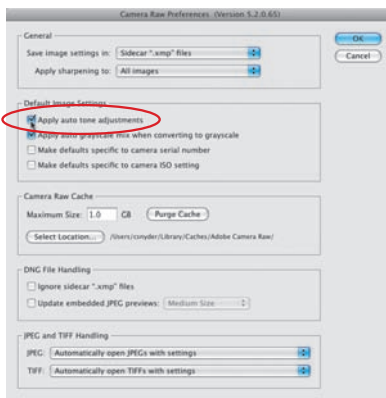 Camera Raw Preferences (Version 5.2.0.65)
General
OK
Save image settings in: Sidecar ".xmp" files
Cancel
Apply sharpening to: All images
Default Image Settings
Apply auto tone adjustments
Apply auto grayscale mix when converting to grayscale
Make defaults specific to camera serial number
Make defaults specific to camera ISO setting
Camera Raw Cache
Maximum Size: 1.0 GB Purge Cache
Select Location... /Users/csnyder/Library/Caches/Adobe Camera Raw/
DNG File Handling
Ignore sidecar ".xmp" files
Update embedded JPEG previews: Medium Size
JPEG and TIFF Handling
JPEG: Automatically open JPEGs with settings
TIFF: Automatically open TIFFs with settings